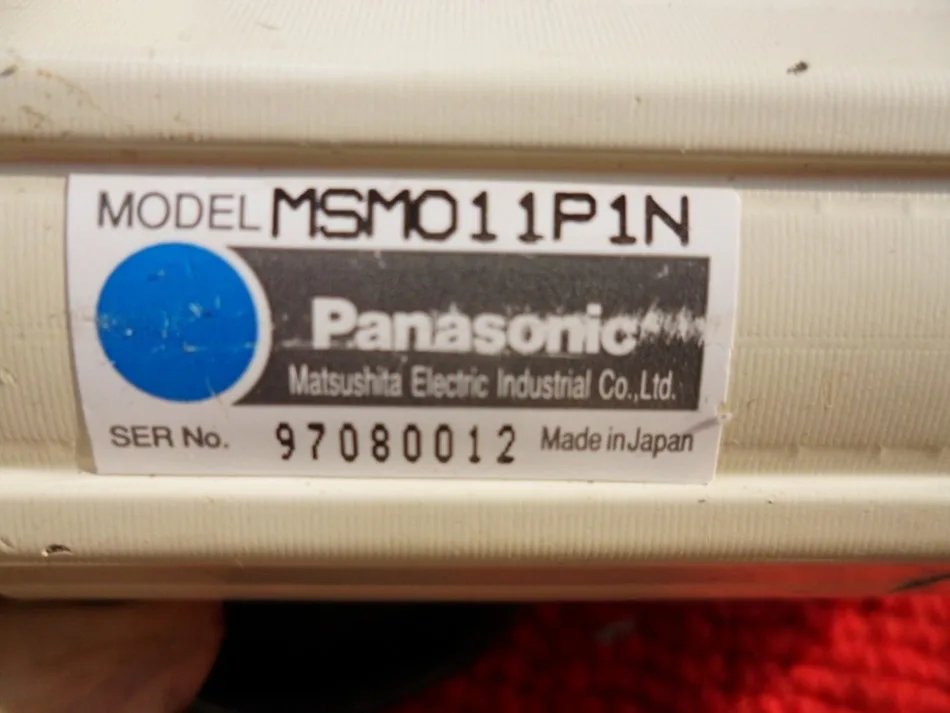 MODEL MSM011P1N
Panasonic
Matsushita Electric Industrial Co.,Ltd.
SER No. 97080012 Made in Japan